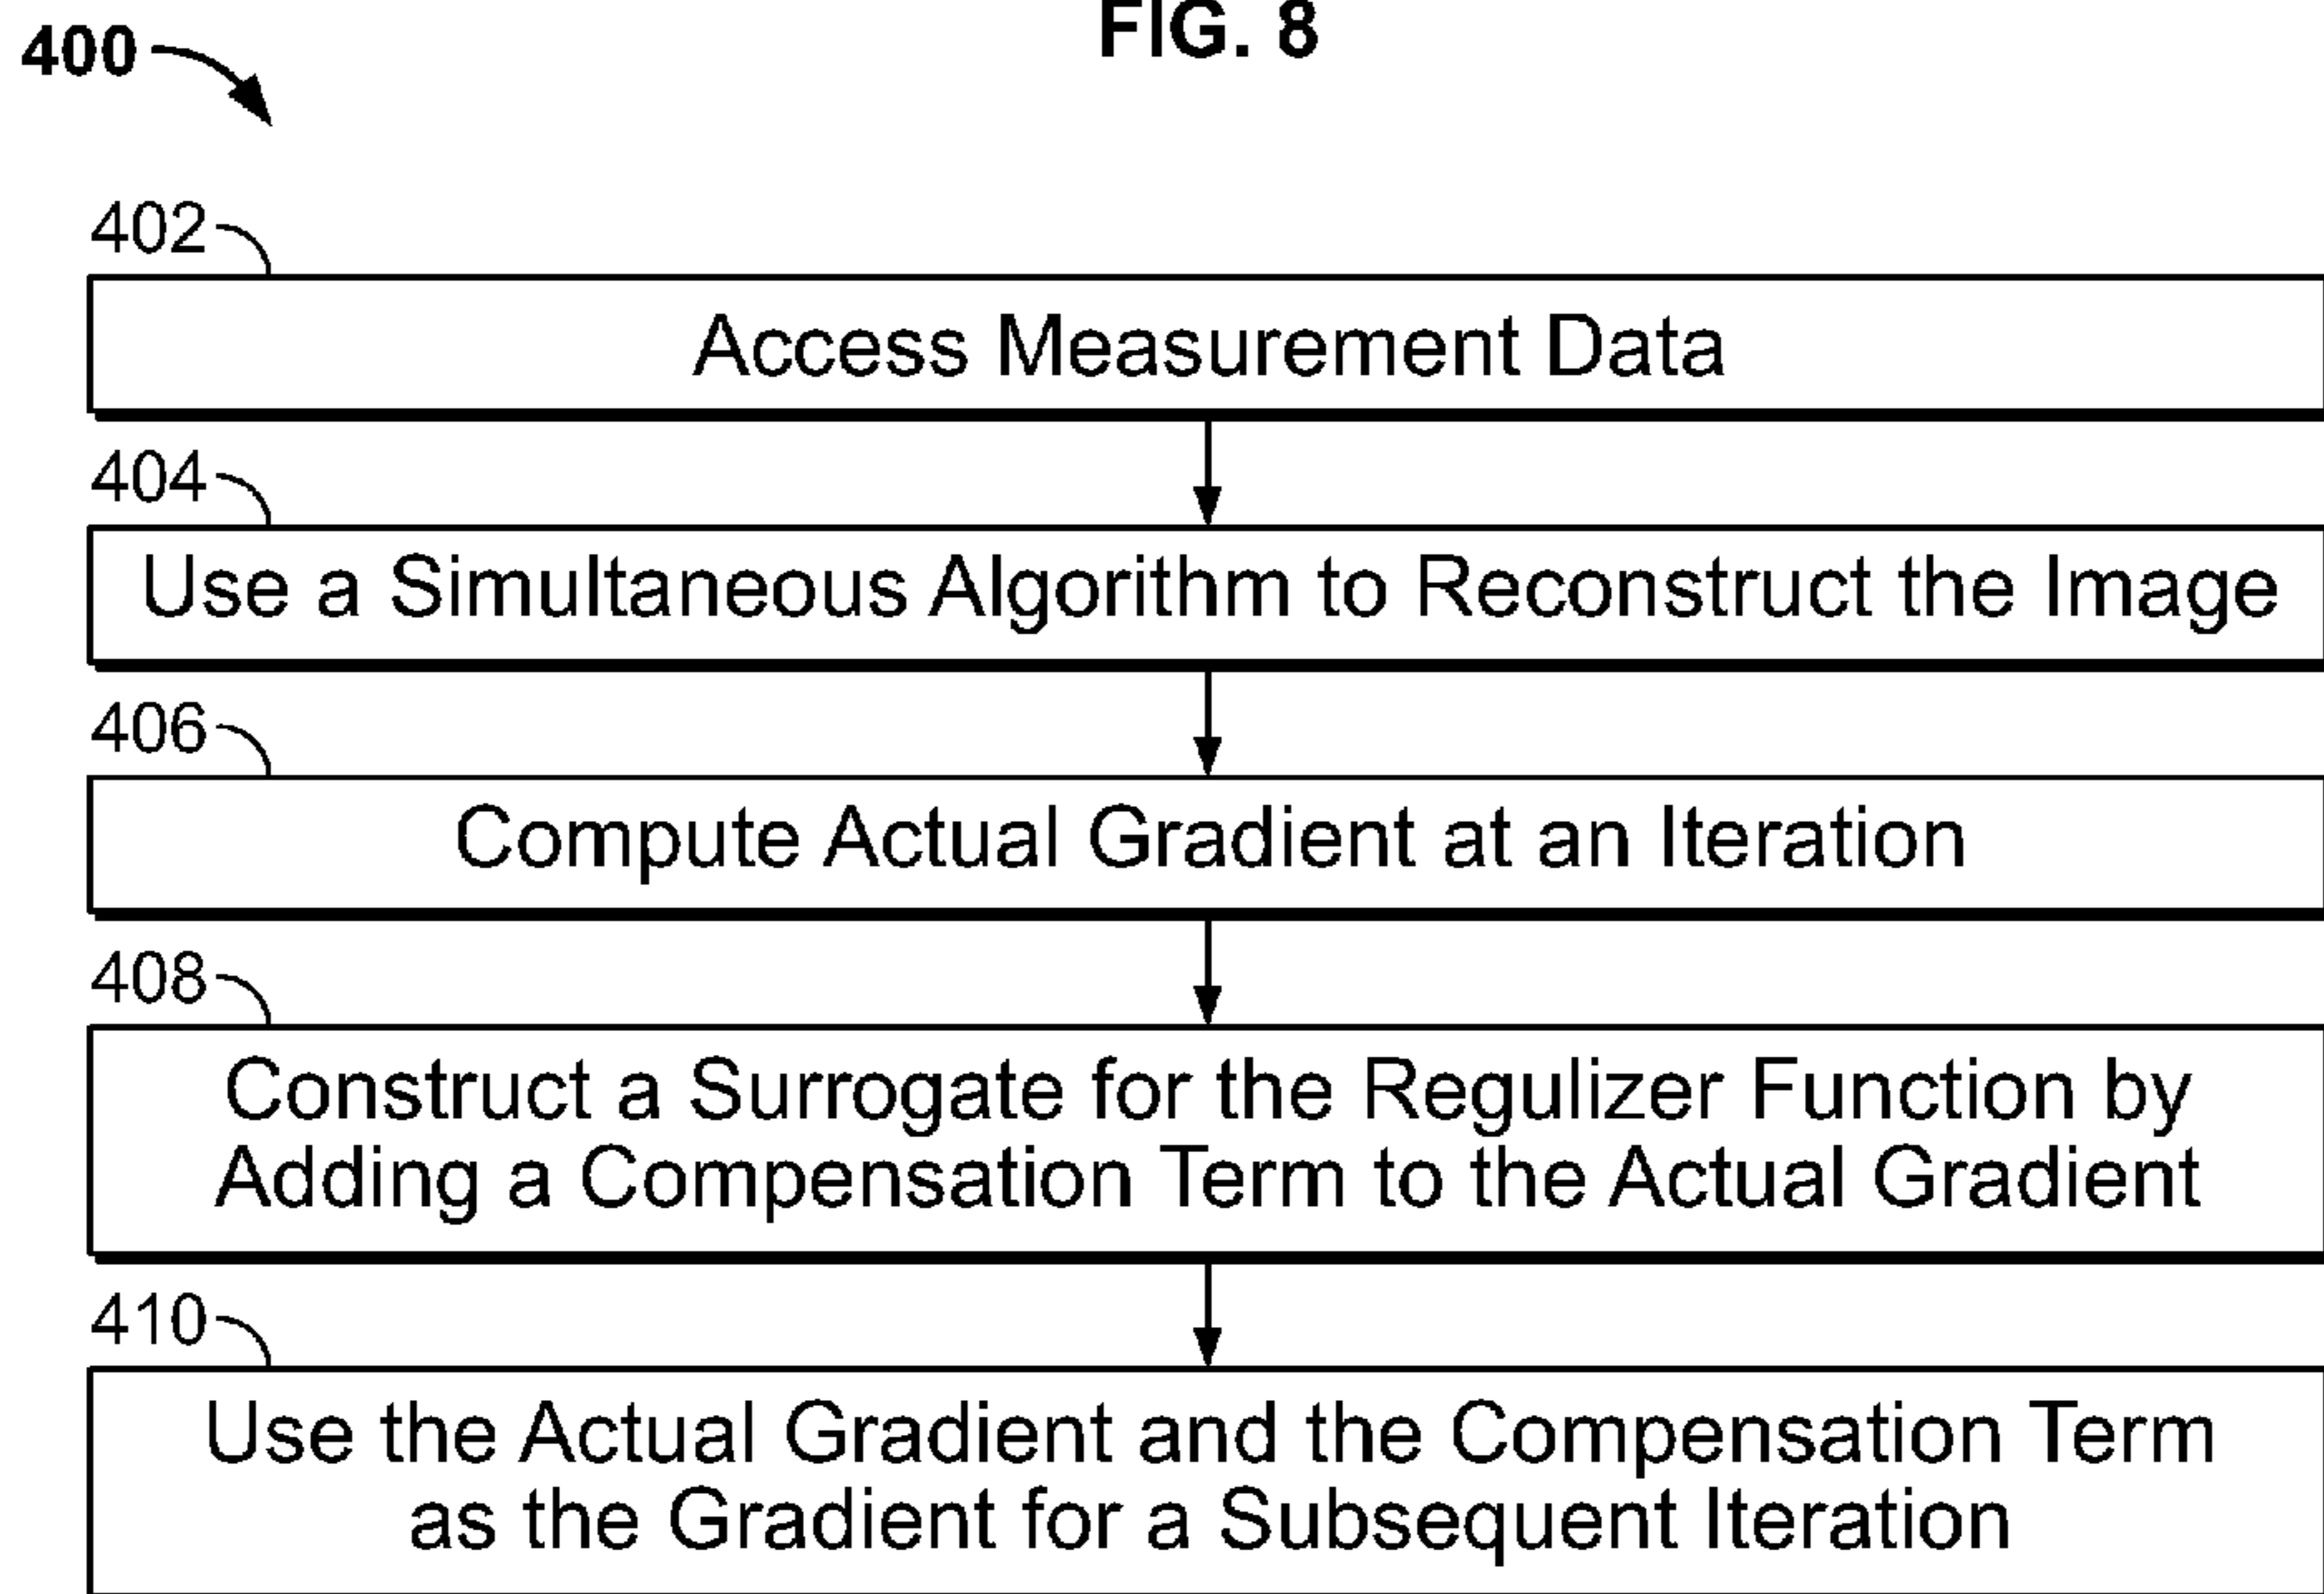 FIG. 8
400
402
Access Measurement Data
404
Use a Simultaneous Algorithm to Reconstruct the Image
406
Compute Actual Gradient at an Iteration
408
Construct a Surrogate for the Regulizer Function by
Adding a Compensation Term to the Actual Gradient
410
Use the Actual Gradient and the Compensation Term
as the Gradient for a Subsequent Iteration